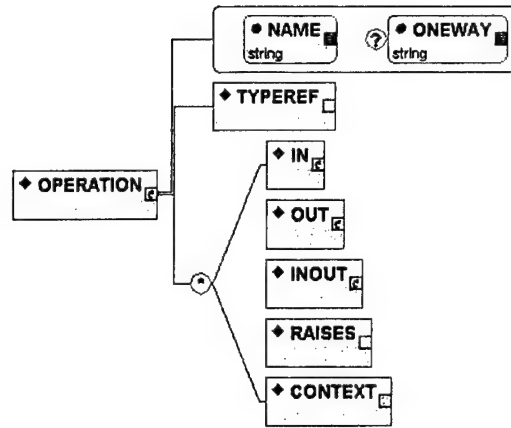 NAME
string
? ONEWAY
string
TYPEREF
OPERATION
IN
OUT
INOUT
*
RAISES
CONTEXT